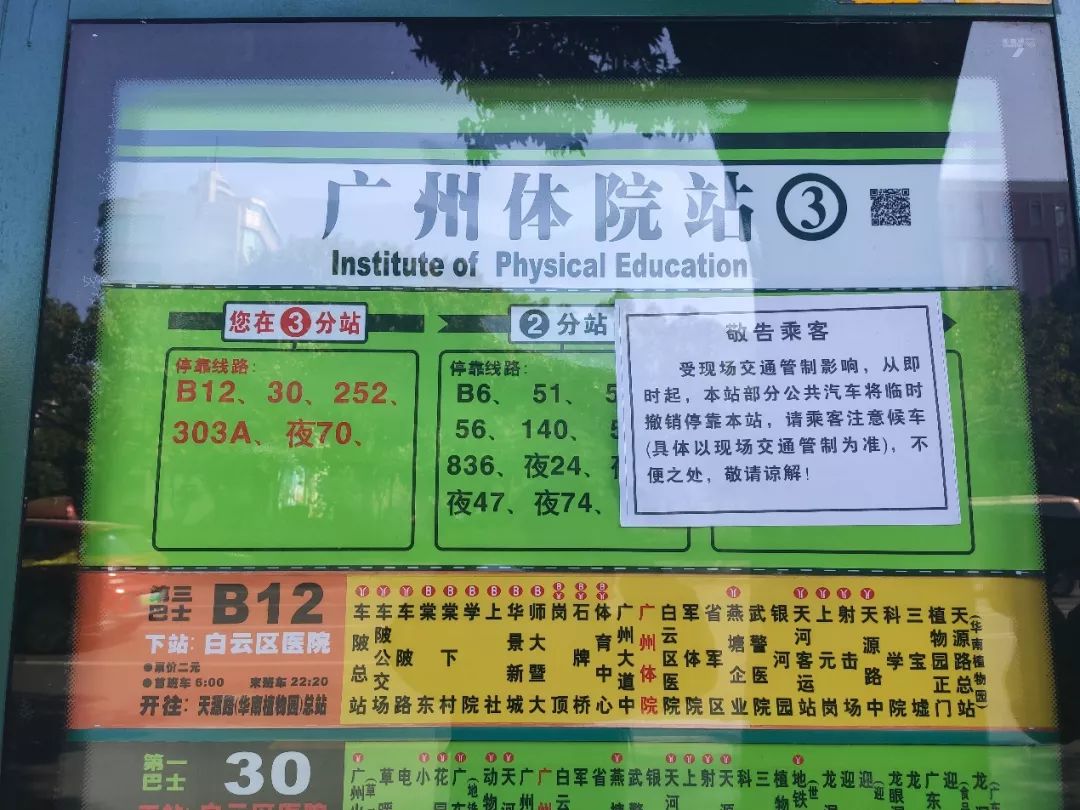 广州体院站 ③
Institute of Physical Education
您在③分站
停靠线路：
B12、30、252、
303A、夜70、
②分站
停靠线路：
B6、 51、 5
56、 140、
836、夜24、
夜47、夜74、
敬告乘客
受现场交通管制影响，从即
时起，本站部分公共汽车将临时
撤销停靠本站，请乘客注意候车
(具体以现场交通管制为准)，不
便之处，敬请谅解！
第三巴士 B12
下站：白云区医院
●票价二元
●首班车 6:00 末班车 22:20
开往：天源路(华南植物园)总站
车陂总站
车陂公交场
车陂路
棠东
棠下村
学院
上社
华景新城
师大暨大
岗顶
石牌桥
体育中心
广州大道中
广州体院
白云区医院
军体院
省军区
燕塘企业
武警医院
银河园
天河客运站
上元岗
射击场
天源路中
科学院
三宝墟
植物园正门
天源路总站(华南植物园)
第一巴士 30